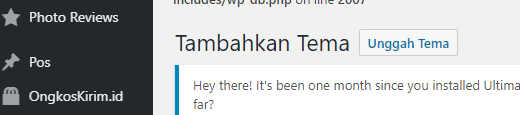 includes/wp-db.php on line 2007
Photo Reviews
Tambahkan Tema Unggah Tema
Pos
Hey there! It's been one month since you installed Ultima
OngkosKirim.id
far?